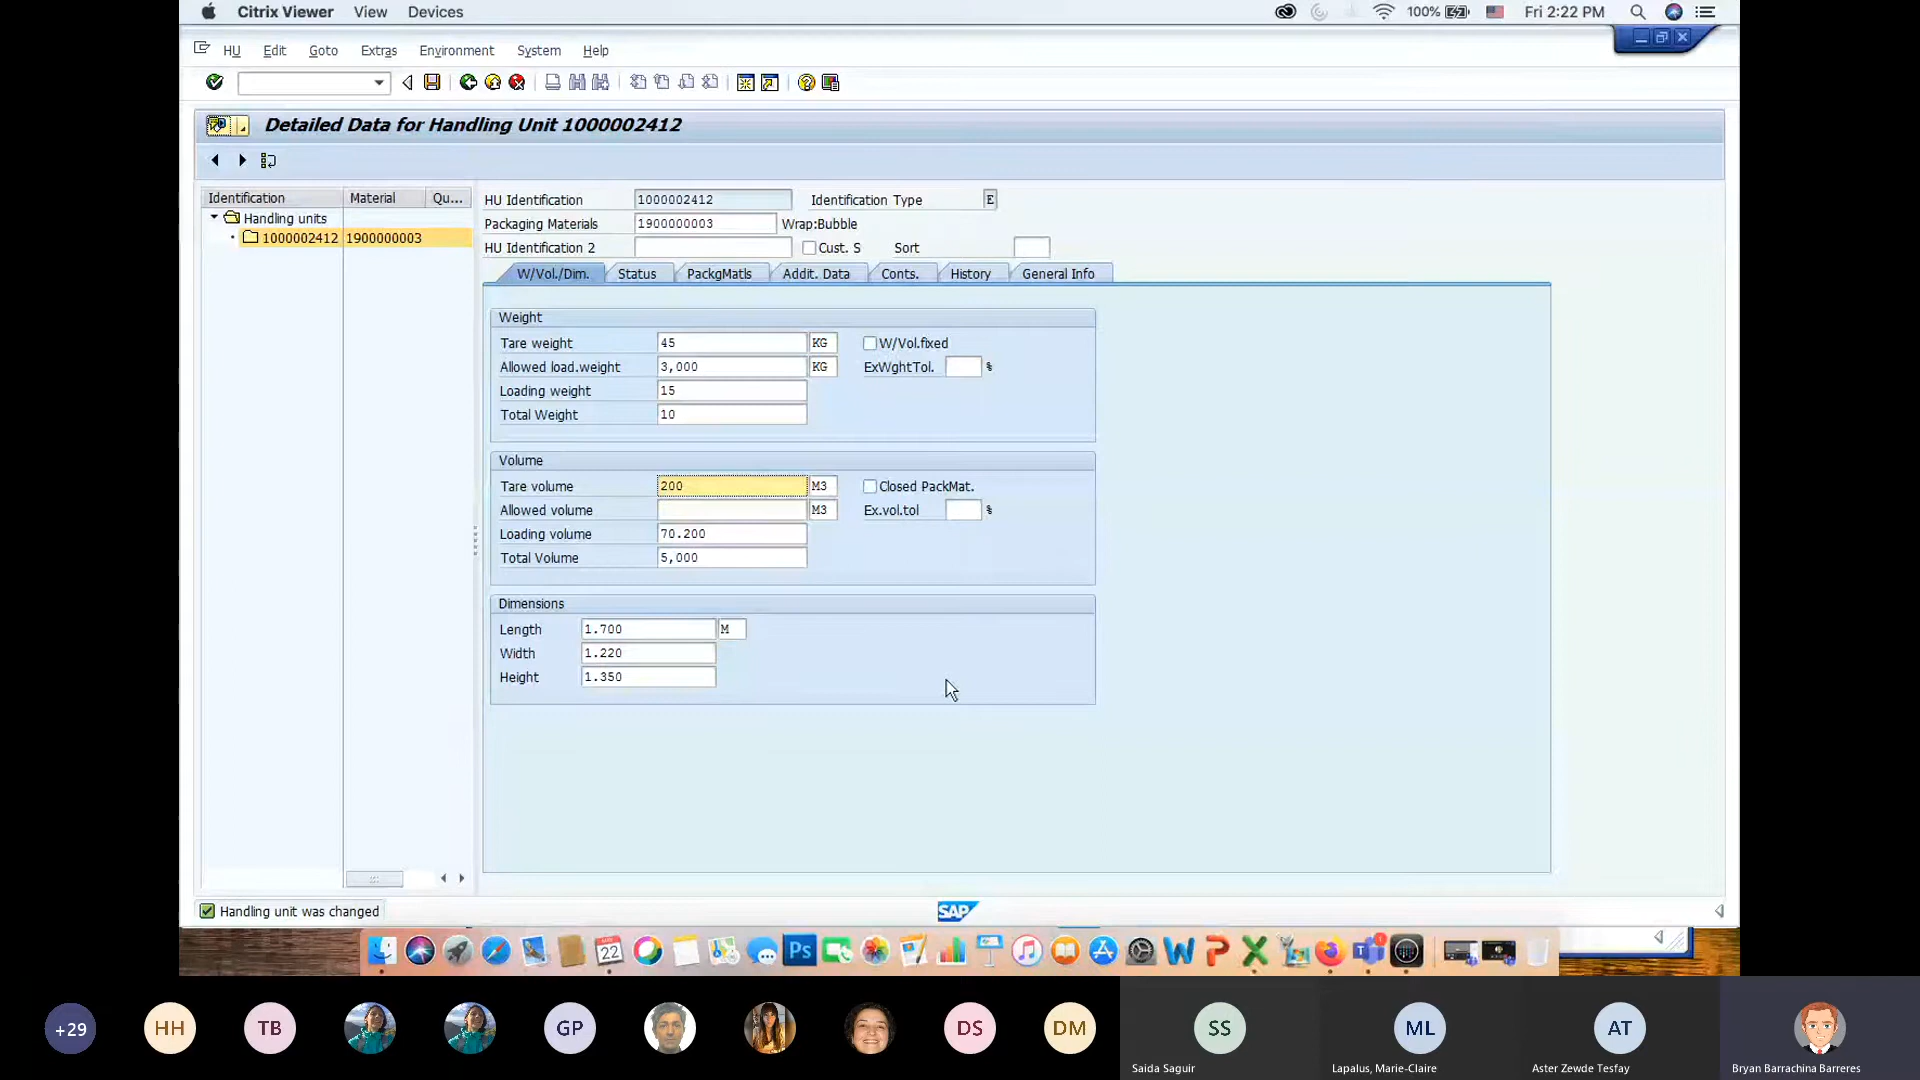 Citrix Viewer View Devices 100% Fri 2:22 PM
HU Edit Goto Extras Environment System Help
Detailed Data for Handling Unit 1000002412
Identification Material Qu...
Handling units
1000002412 1900000003
HU Identification 1000002412 Identification Type E
Packaging Materials 1900000003 Wrap:Bubble
HU Identification 2 Cust. S Sort
W/Vol./Dim. Status PackgMatls Addit. Data Conts. History General Info
Weight
Tare weight 45 KG W/Vol.fixed
Allowed load.weight 3,000 KG ExWghtTol. %
Loading weight 15
Total Weight 10
Volume
Tare volume 200 M3 Closed PackMat.
Allowed volume M3 Ex.vol.tol %
Loading volume 70.200
Total Volume 5,000
Dimensions
Length 1.700 M
Width 1.220
Height 1.350
Handling unit was changed
SAP
22 Ps W P X
+29 HH TB GP DS DM SS ML AT
Saida Saguir Lapalus, Marie-Claire Aster Zewde Tesfay Bryan Barrachina Barreres